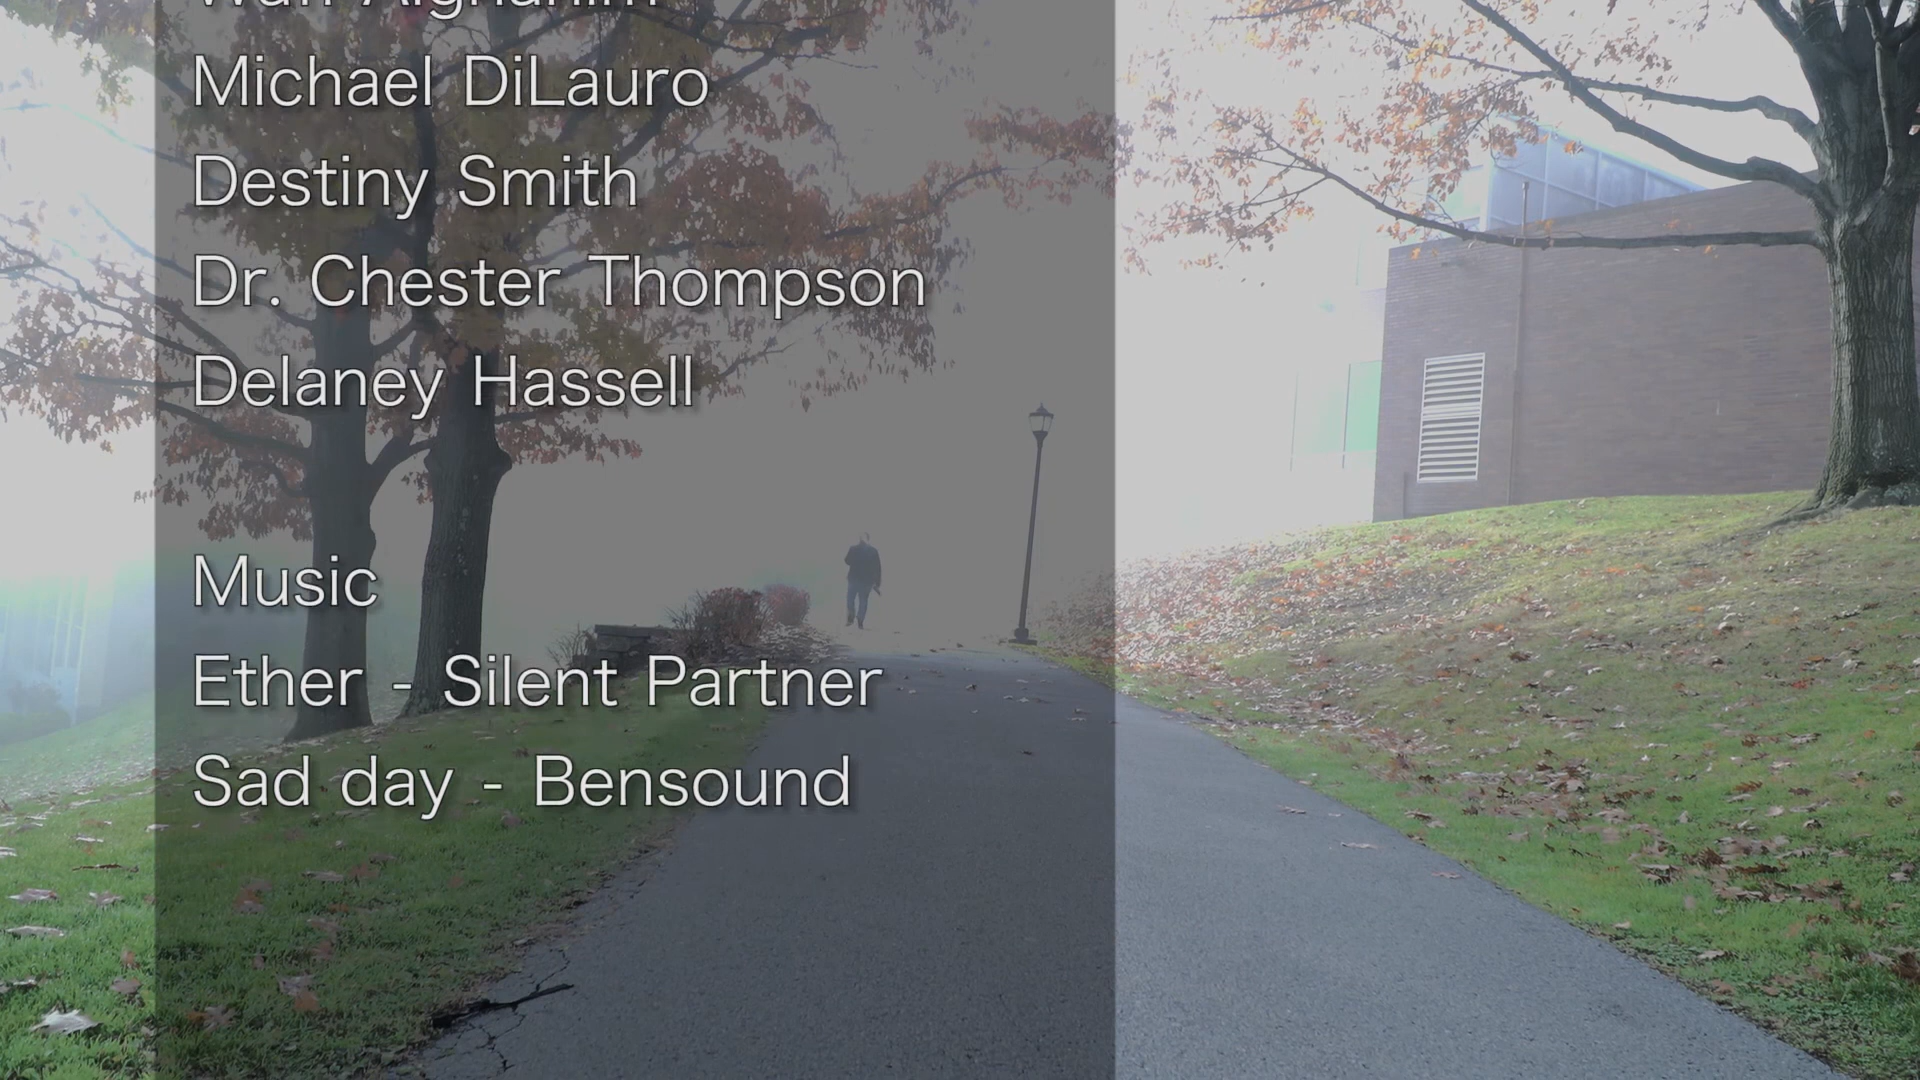 Michael DiLauro
Destiny Smith
Dr. Chester Thompson
Delaney Hassell
Music
Ether - Silent Partner
Sad day - Bensound